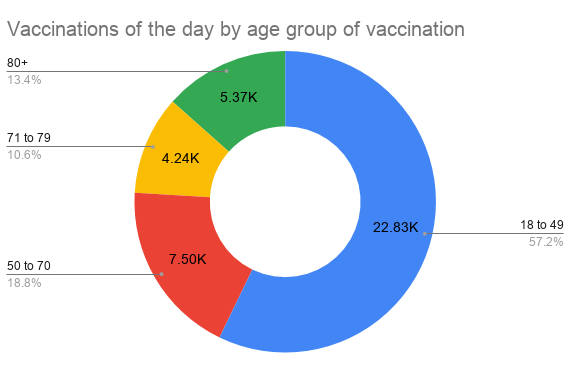 Vaccinations of the day by age group of vaccination
80+
13.4%
5.37K
71 to 79
10.6%
4.24K
22.83K
18 to 49
57.2%
50 to 70
18.8%
7.50K